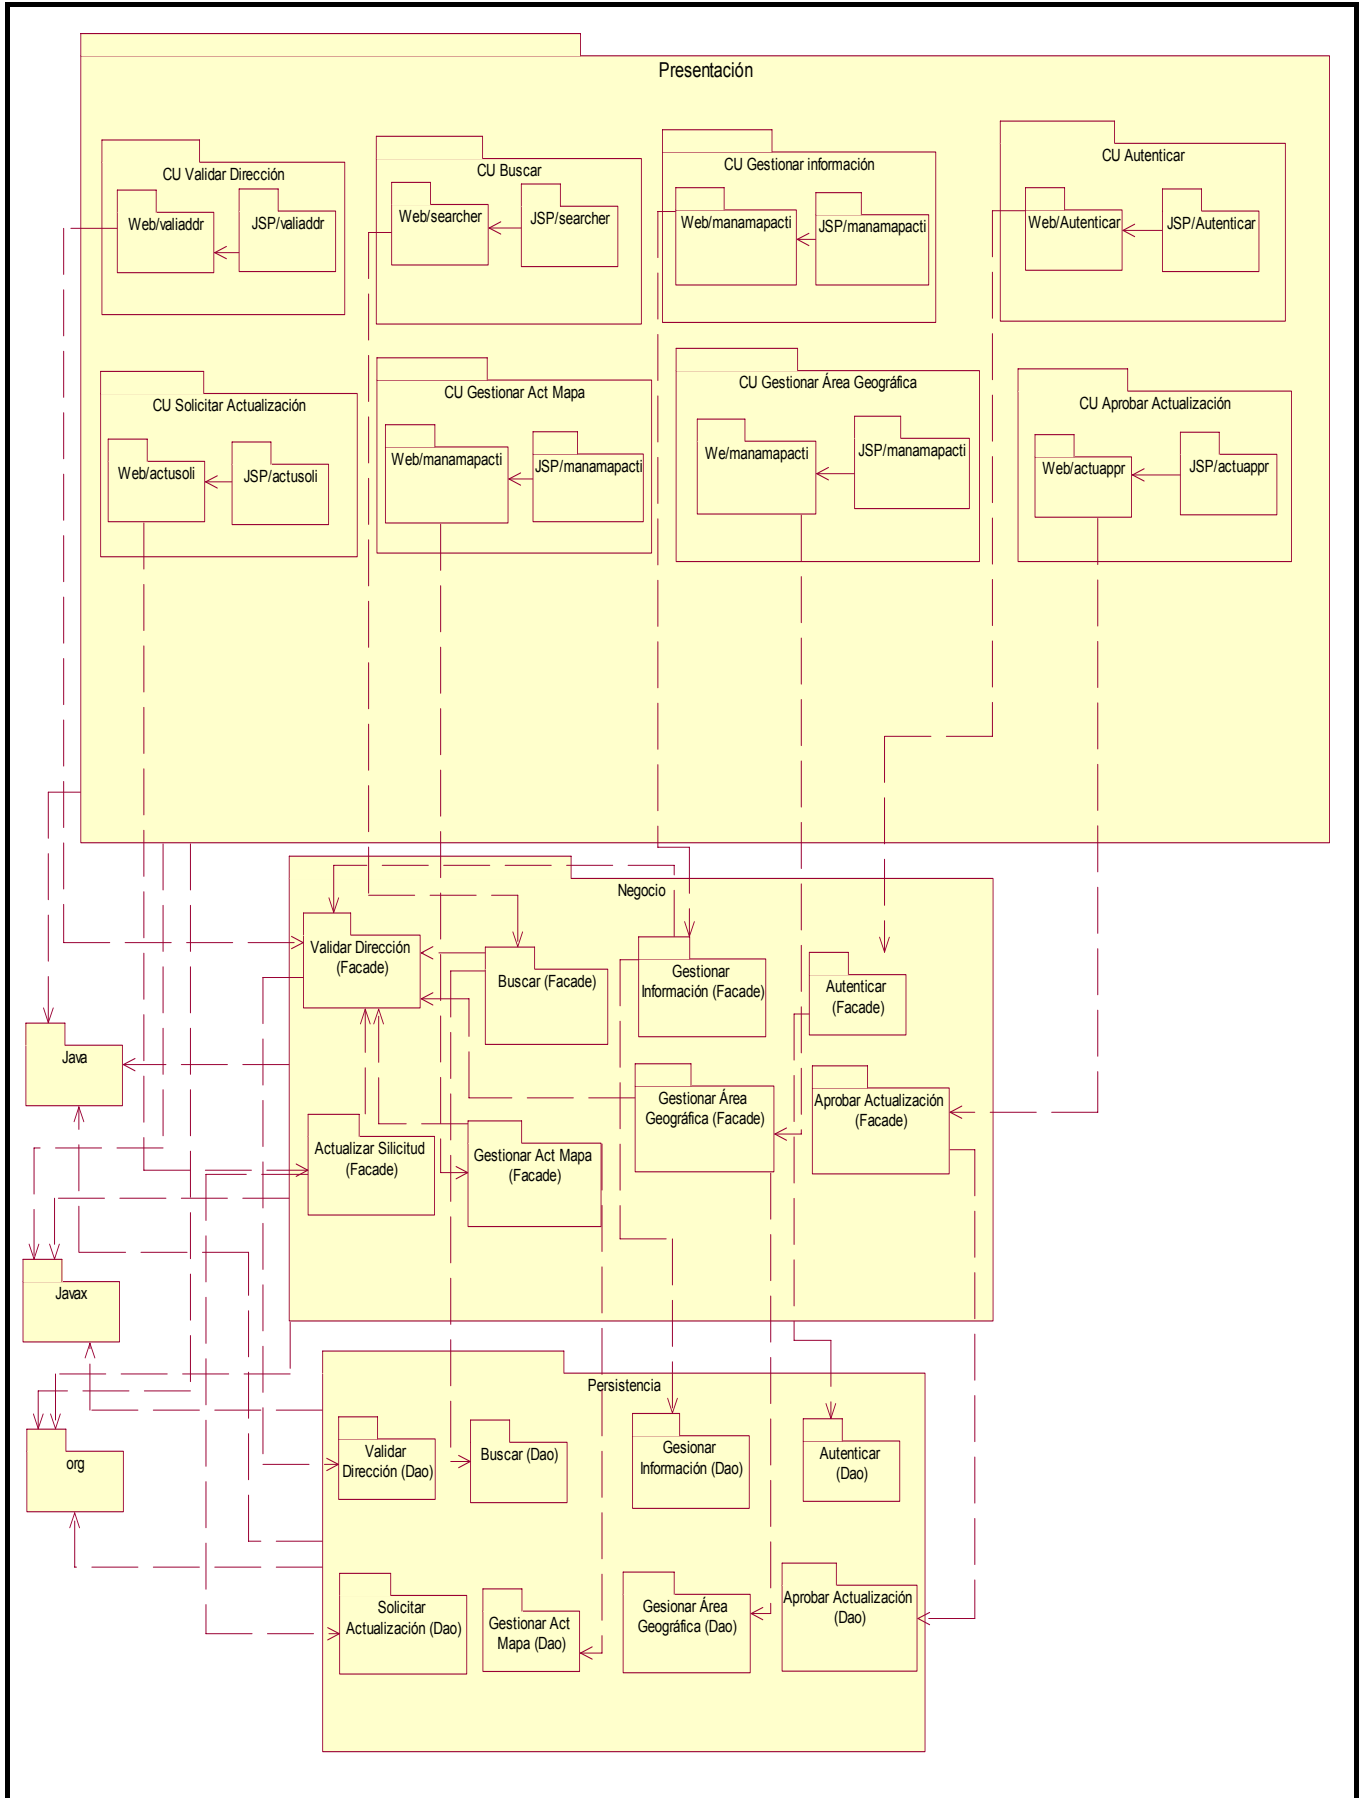 Presentación
CU Validar Dirección
Web/valiaddr
JSP/valiaddr
CU Buscar
Web/searcher
JSP/searcher
CU Gestionar información
Web/manamapacti
JSP/manamapacti
CU Autenticar
Web/Autenticar
JSP/Autenticar
CU Solicitar Actualización
Web/actusoli
JSP/actusoli
CU Gestionar Act Mapa
Web/manamapacti
JSP/manamapacti
CU Gestionar Área Geográfica
We/manamapacti
JSP/manamapacti
CU Aprobar Actualización
Web/actuappr
JSP/actuappr
Negocio
Validar Dirección
(Facade)
Buscar (Facade)
Gestionar
Información (Facade)
Autenticar
(Facade)
Actualizar Silicitud
(Facade)
Gestionar Act Mapa
(Facade)
Gestionar Área
Geográfica (Facade)
Aprobar Actualización
(Facade)
Java
Javax
org
Persistencia
Validar
Dirección (Dao)
Buscar (Dao)
Gesionar
Información (Dao)
Autenticar
(Dao)
Solicitar
Actualización (Dao)
Gestionar Act
Mapa (Dao)
Gesionar Área
Geográfica (Dao)
Aprobar Actualización
(Dao)